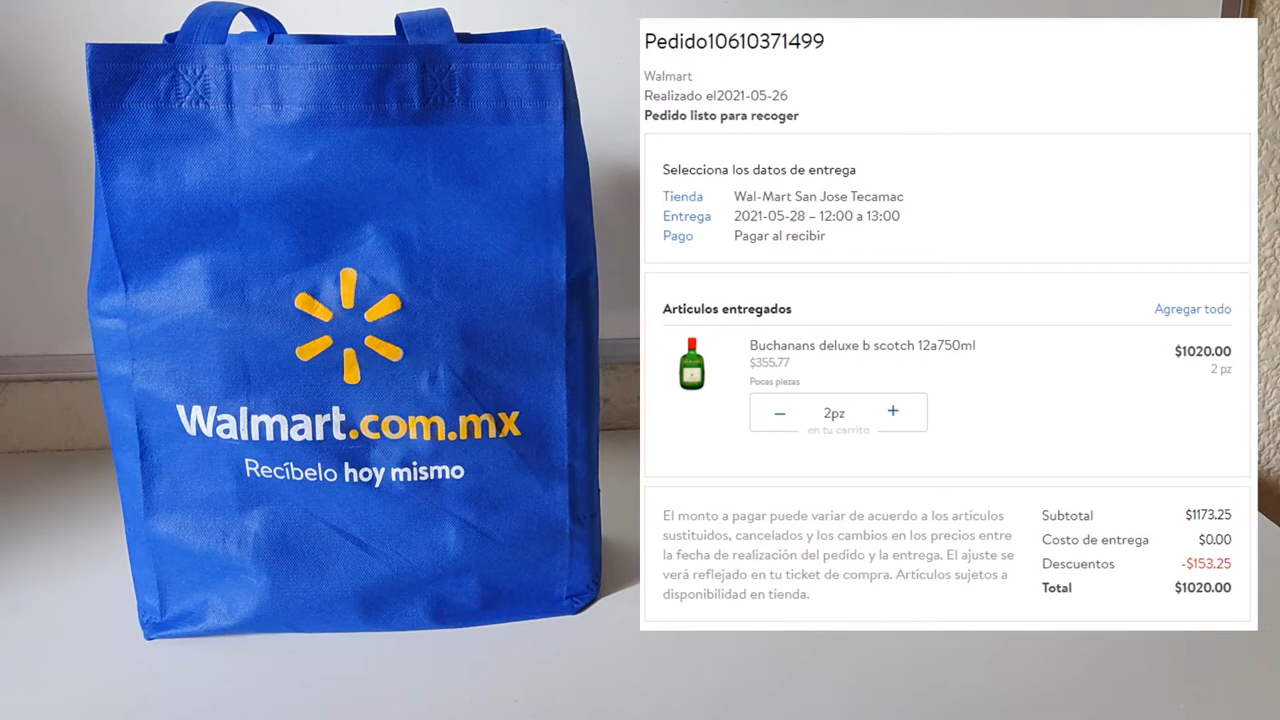 Walmart.com.mx
Recíbelo hoy mismo
Pedido10610371499
Walmart
Realizado el2021-05-26
Pedido listo para recoger
Selecciona los datos de entrega
Tienda Wal-Mart San Jose Tecamac
Entrega 2021-05-28 – 12:00 a 13:00
Pago Pagar al recibir
Articulos entregados Agregar todo
Buchanans deluxe b scotch 12a750ml $1020.00
$355.77 2 pz
Pocas piezas
– 2pz +
en tu carrito
El monto a pagar puede variar de acuerdo a los artículos
sustituidos, cancelados y los cambios en los precios entre
la fecha de realización del pedido y la entrega. El ajuste se
verá reflejado en tu ticket de compra. Articulos sujetos a
disponibilidad en tienda.
Subtotal $1173.25
Costo de entrega $0.00
Descuentos -$153.25
Total $1020.00